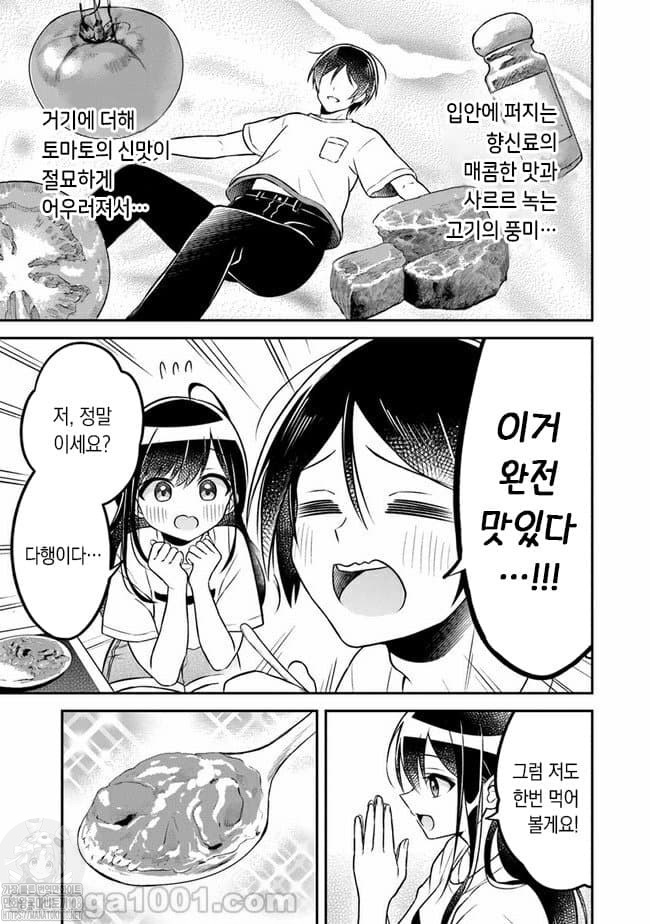 입안에 퍼지는
향신료의
매콤한 맛과
사르르 녹는
고기의 풍미…
거기에 더해
토마토의 신맛이
절묘하게
어우러져서…
이거
완전
맛있다
…!!!
저, 정말
이세요?
다행이다…
그럼 저도
한번 먹어
볼게요!
ga1001.com